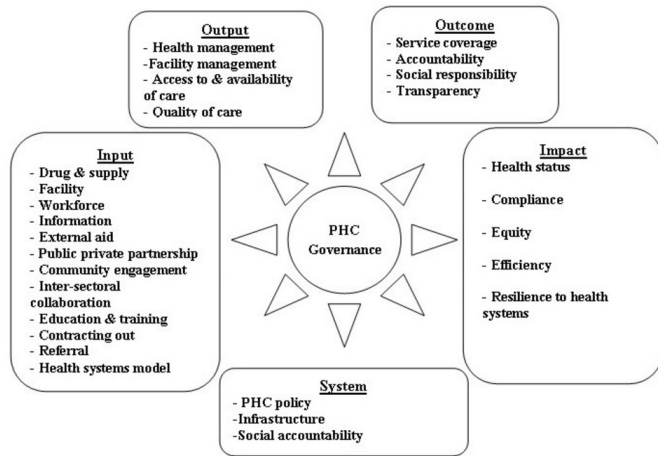 Output
- Health management
-Facility management
- Access to & availability
of care
- Quality of care
Outcome
- Service coverage
- Accountability
- Social responsibility
- Transparency
Input
- Drug & supply
- Facility
- Workforce
- Information
- External aid
- Public private partnership
- Community engagement
- Inter-sectoral
collaboration
- Education & training
- Contracting out
- Referral
- Health systems model
PHC
Governance
Impact
- Health status
- Compliance
- Equity
- Efficiency
- Resilience to health
systems
System
- PHC policy
-Infrastructure
-Social accountability